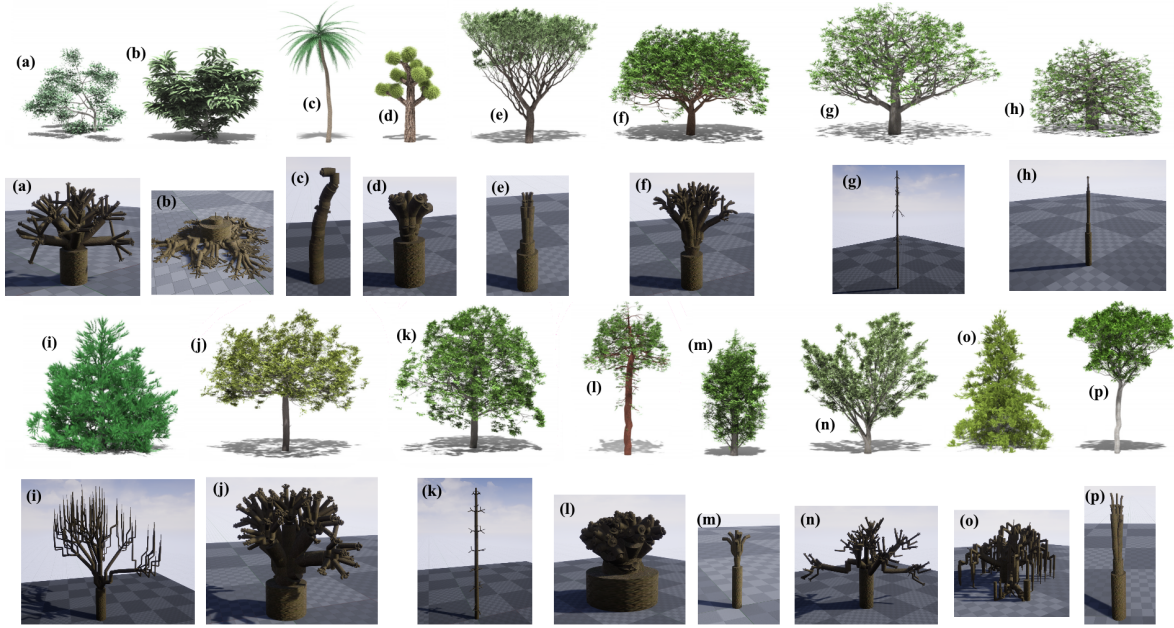 (a)
(b)
(c)
(d)
(e)
(f)
(g)
(h)
(a)
(b)
(c)
(d)
(e)
(f)
(g)
(h)
(i)
(j)
(k)
(l)
(m)
(n)
(o)
(p)
(i)
(j)
(k)
(l)
(m)
(n)
(o)
(p)